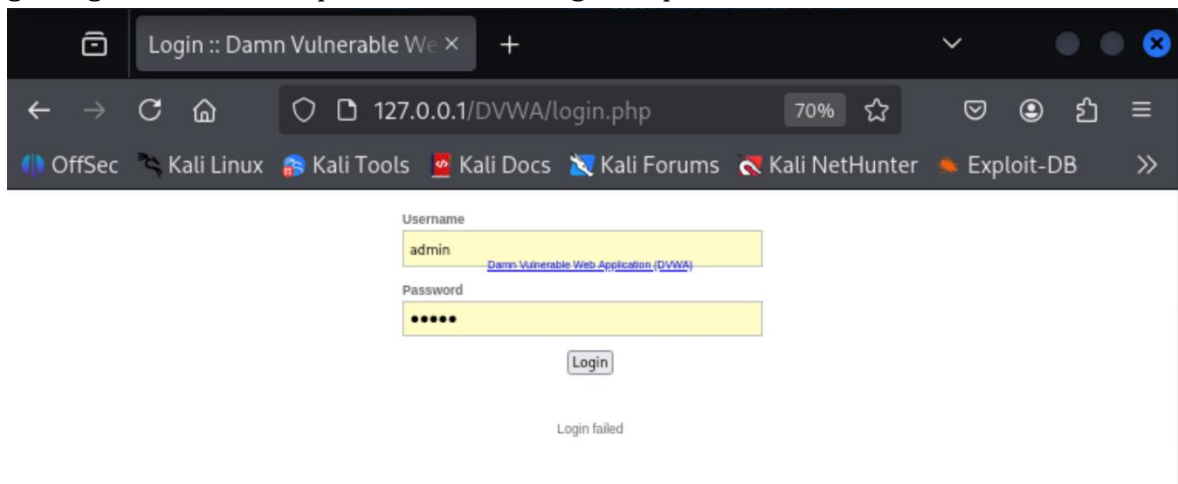 Login :: Damn Vulnerable We
127.0.0.1/DVWA/login.php 70%
OffSec Kali Linux Kali Tools Kali Docs Kali Forums Kali NetHunter Exploit-DB
Username
admin
Damn Vulnerable Web Application (DVWA)
Password
•••••
Login
Login failed